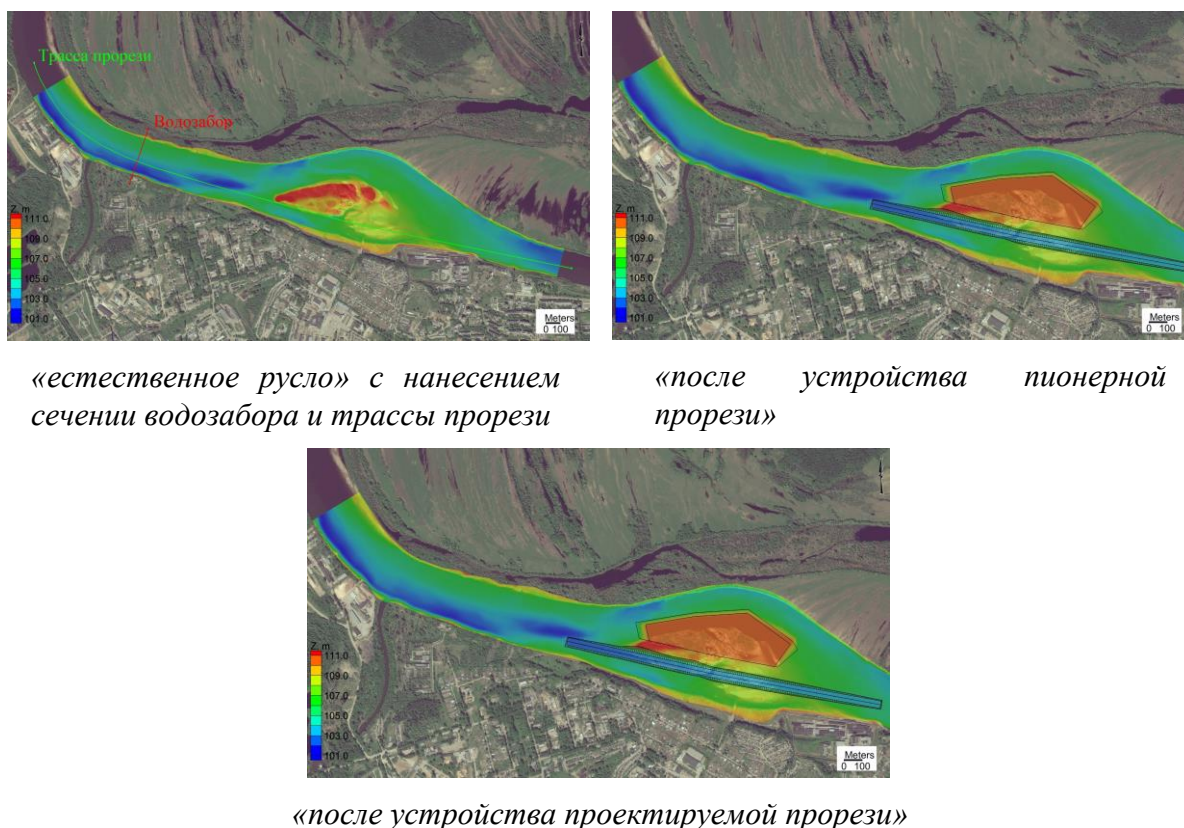 Трасса прорези
Водозабор
Z, m
111.0
109.0
107.0
105.0
103.0
101.0
Meters
0 100
Z, m
111.0
109.0
107.0
105.0
103.0
101.0
Meters
0 100
«естественное русло» с нанесением
сечении водозабора и трассы прорези
«после устройства пионерной
прорези»
Z, m
111.0
109.0
107.0
105.0
103.0
101.0
Meters
0 100
«после устройства проектируемой прорези»